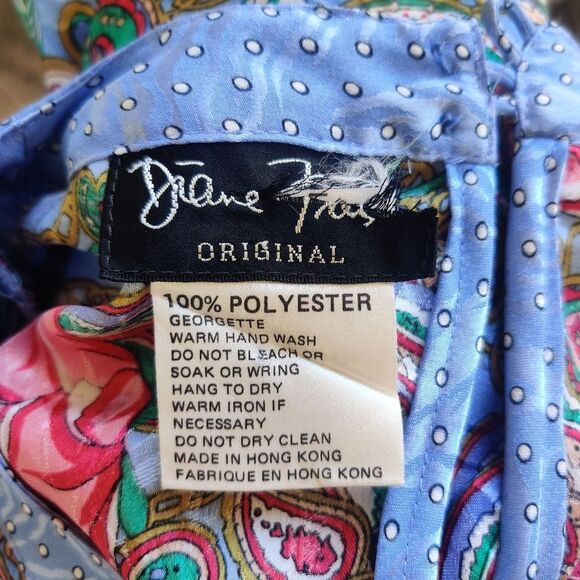 Diane Freis
ORIGINAL
100% POLYESTER
GEORGETTE
WARM HAND WASH
DO NOT BLEACH OR
SOAK OR WRING
HANG TO DRY
WARM IRON IF
NECESSARY
DO NOT DRY CLEAN
MADE IN HONG KONG
FABRIQUE EN HONG KONG